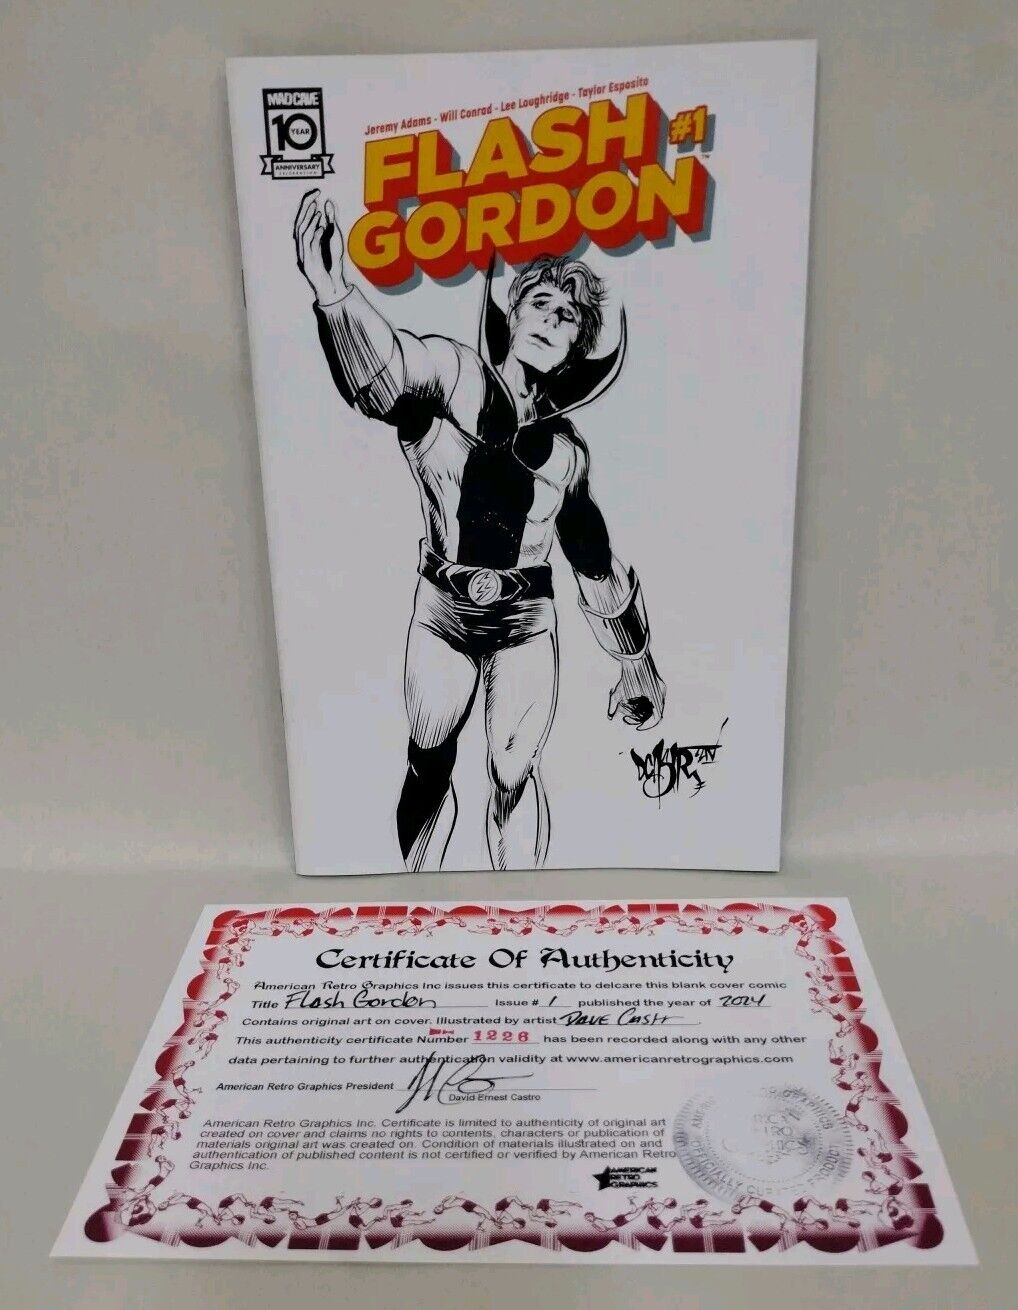 MADCAVE
10 YEAR
ANNIVERSARY
CELEBRATION
Jeremy Adams - Will Conrad - Lee Loughridge - Taylor Esposito
FLASH
GORDON #1
TM
Certificate Of Authenticity
American Retro Graphics Inc issues this certificate to delcare this blank cover comic
Title Flash Gordon Issue # 1 published the year of 2024
Contains original art on cover. Illustrated by artist Dave Castr
This authenticity certificate Number 1226 has been recorded along with any other
data pertaining to further authentication validity at www.americanretrographics.com
American Retro Graphics President
David Ernest Castro
American Retro Graphics Inc. Certificate is limited to authenticity of original art
created on cover and claims no rights to contents, characters or publication of
materials original art was created on. Condition of materials illustrated on and
authentication of published content is not certified or verified by American Retro
Graphics Inc.
AMERICAN
RETRO
GRAPHICS